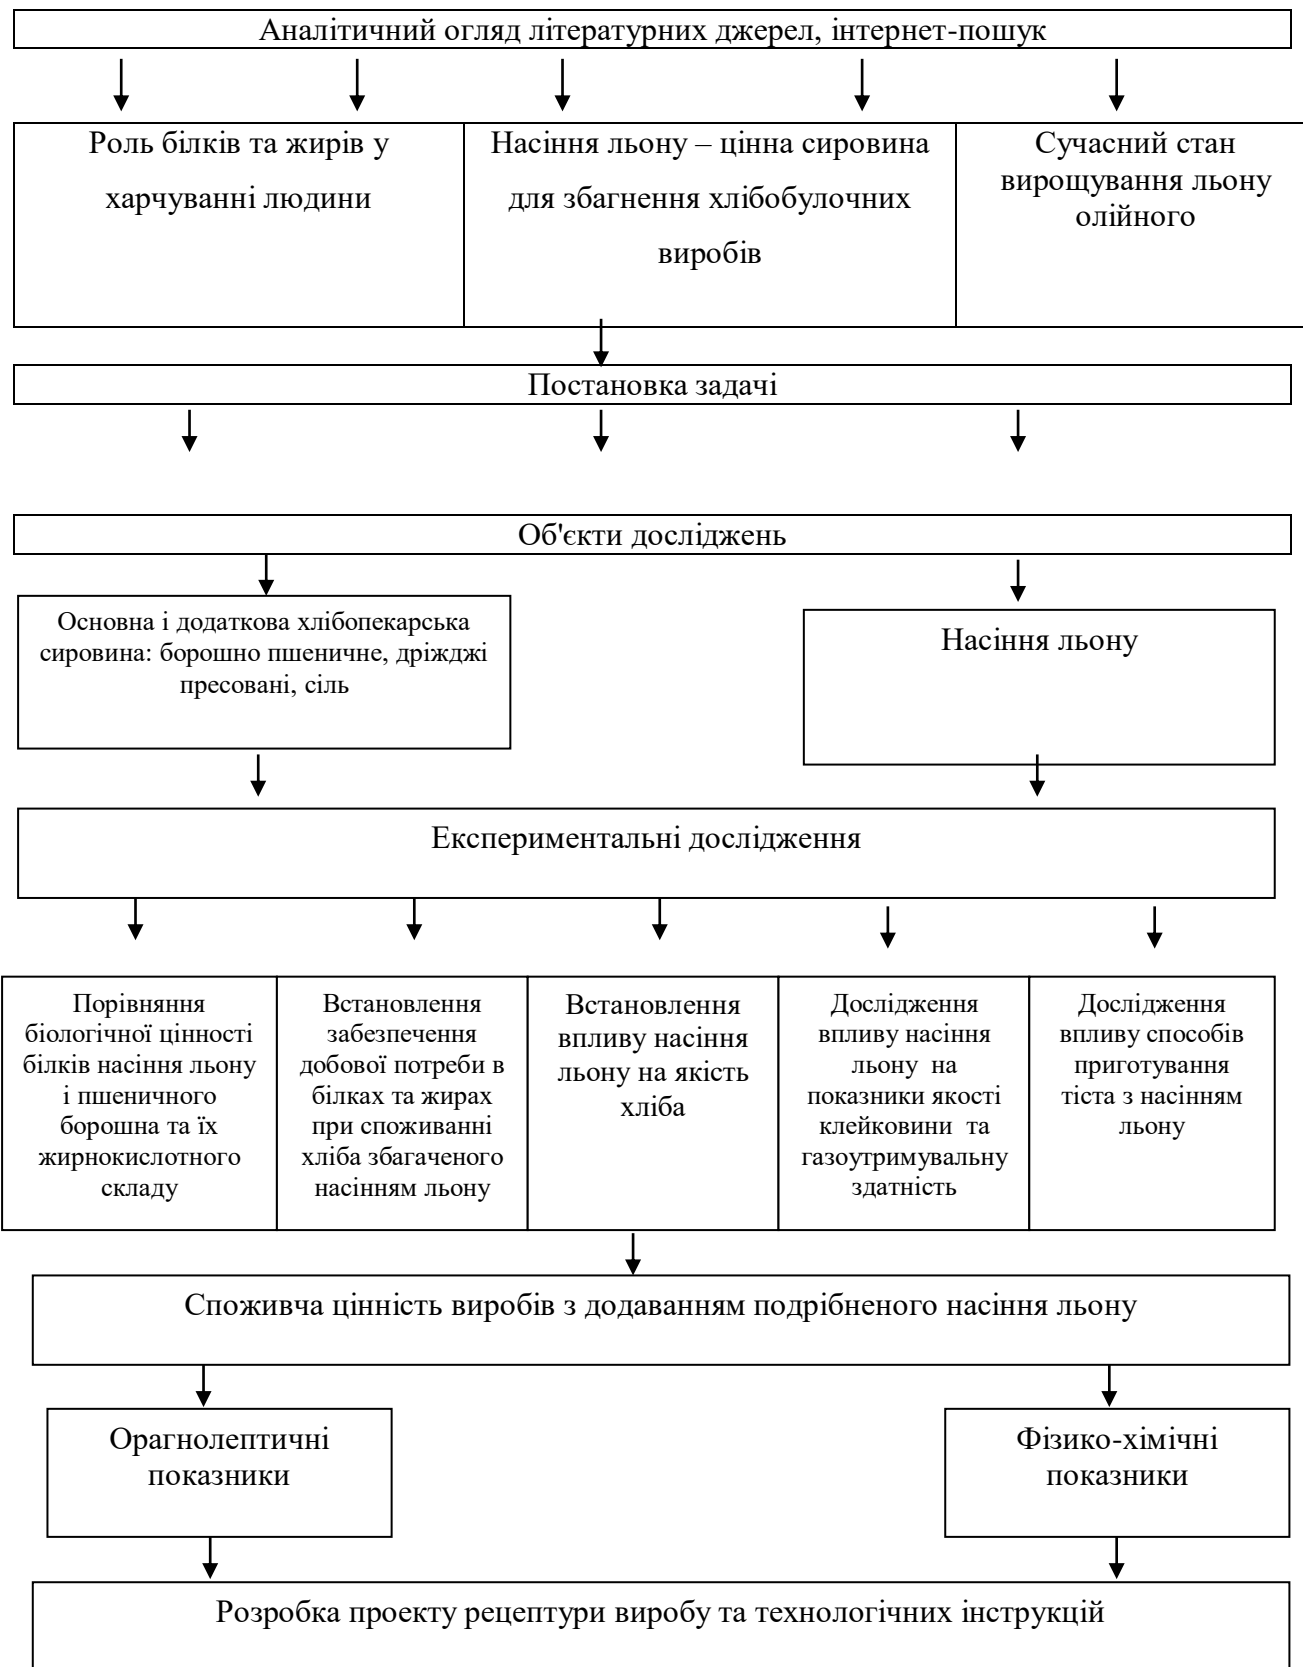 Аналітичний огляд літературних джерел, інтернет-пошук
Роль білків та жирів у
харчуванні людини
Насіння льону – цінна сировина
для збагнення хлібобулочних
виробів
Сучасний стан
вирощування льону
олійного
Постановка задачі
Об'єкти досліджень
Основна і додаткова хлібопекарська
сировина: борошно пшеничне, дріжджі
пресовані, сіль
Насіння льону
Експериментальні дослідження
Порівняння
біологічної цінності
білків насіння льону
і пшеничного
борошна та їх
жирнокислотного
складу
Встановлення
забезпечення
добової потреби в
білках та жирах
при споживанні
хліба збагаченого
насінням льону
Встановлення
впливу насіння
льону на якість
хліба
Дослідження
впливу насіння
льону на
показники якості
клейковини та
газоутримувальну
здатність
Дослідження
впливу способів
приготування
тіста з насінням
льону
Споживча цінність виробів з додаванням подрібненого насіння льону
Орагнолептичні
показники
Фізико-хімічні
показники
Розробка проекту рецептури виробу та технологічних інструкцій